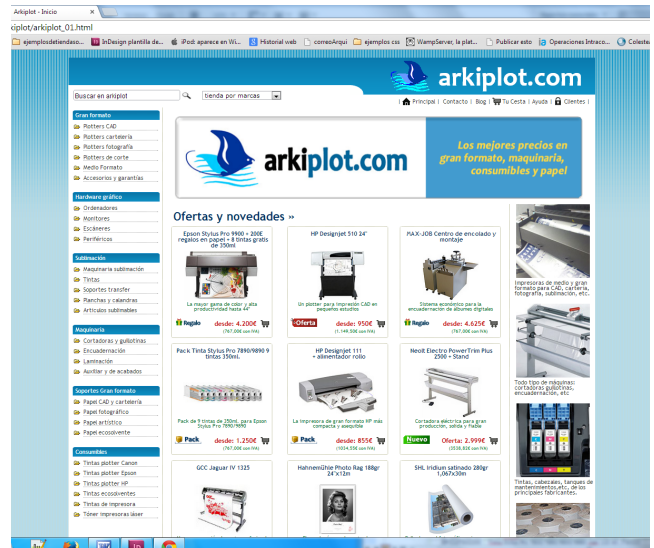 Arkiplot - Inicio
kiplot/arkiplot_01.html
ejemplosdetiendaso... InDesign plantilla de... iPod: aparece en Wi... Historial web correoArqui ejemplos css WampServer, la plat... Publicar esto Operaciones Intraco... Coleste
arkiplot.com
Buscar en arkiplot tienda por marcas
| Principal | Contacto | Blog | Tu Cesta | Ayuda | Clientes |
Gran formato
Plotters CAD
Plotters cartelería
Plotters fotografía
Plotters de corte
Medio Formato
Accesorios y garantías
Hardware gráfico
Ordenadores
Monitores
Escáneres
Periféricos
Sublimación
Maquinaria sublimación
Tintas
Soportes transfer
Planchas y calandras
Artículos sublimables
Maquinaria
Cortadoras y guillotinas
Encuadernación
Laminación
Auxiliar y de acabados
Soportes Gran formato
Papel CAD y cartelería
Papel fotográfico
Papel artístico
Papel ecosolvente
Consumibles
Tintas plotter Canon
Tintas plotter Epson
Tintas plotter HP
Tintas ecosolventes
Tintas de impresora
Tóner impresoras láser
arkiplot.com
Los mejores precios en
gran formato, maquinaria,
consumibles y papel
Ofertas y novedades »
Epson Stylus Pro 9900 + 200E
regalos en papel + 8 tintas gratis
de 350ml
La mayor gama de color y alta
productividad hasta 44"
Regalo desde: 4.200€
HP Designjet 510 24"
Un plotter para impresión CAD en
pequeños estudios
Oferta desde: 950€
MAX-JOB Centro de encolado y
montaje
Sistema económico para la
encuadernación de álbumes digitales
Regalo desde: 4.625€
Pack Tinta Stylus Pro 7890/9890 9
tintas 350ml.
Pack de 9 tintas de 350ml. para Epson
Stylus Pro 7890/9890
Pack desde: 1.250€
HP Designjet 111
+ alimentador rollo
La impresora de gran formato HP más
compacta y asequible
Pack desde: 855€
Neolt Electro PowerTrim Plus
2500 + Stand
Cortadora eléctrica para gran
producción, sólida y fiable
Nuevo Oferta: 2.999€
GCC Jaguar IV 1325
Hahnemühle Photo Rag 188gr
24"x12m
SHL Iridium satinado 280gr
1,067x30m
Impresoras de medio y gran
formato para CAD, cartería,
fotografía, sublimación, etc.
Todo tipo de máquinas:
cortadoras guillotinas,
encuadernación, etc
Tintas, cabezales, tanques de
mantenimientos,etc, de los
principales fabricantes.